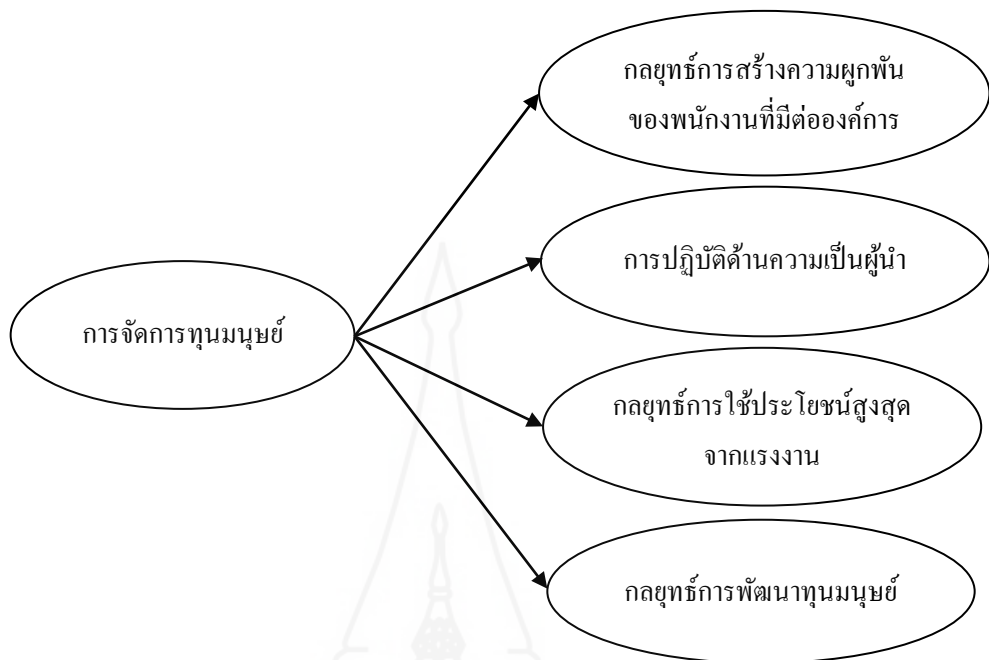 กลยุทธ์การสร้างความผูกพัน
ของพนักงานที่มีต่อองค์การ
การปฏิบัติด้านความเป็นผู้นำ
การจัดการทุนมนุษย์
กลยุทธ์การใช้ประโยชน์สูงสุด
จากแรงงาน
กลยุทธ์การพัฒนาทุนมนุษย์